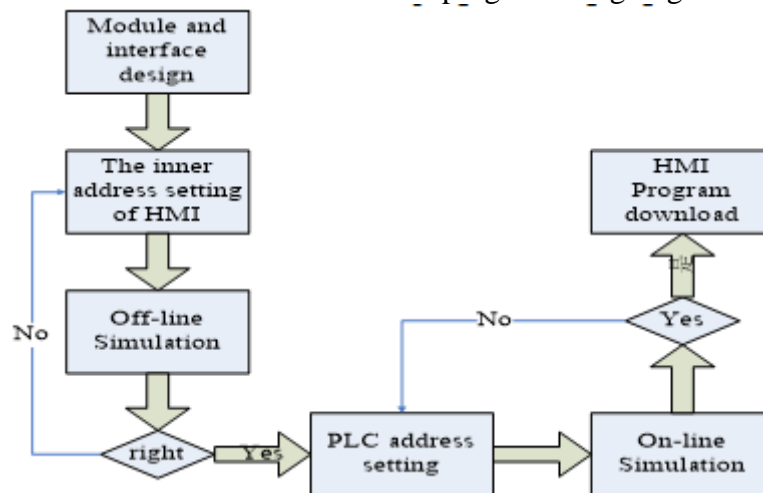 Module and
interface
design
The inner
address setting
of HMI
Off-line
Simulation
No
right
Yes
PLC address
setting
On-line
Simulation
No
Yes
HMI
Program
download